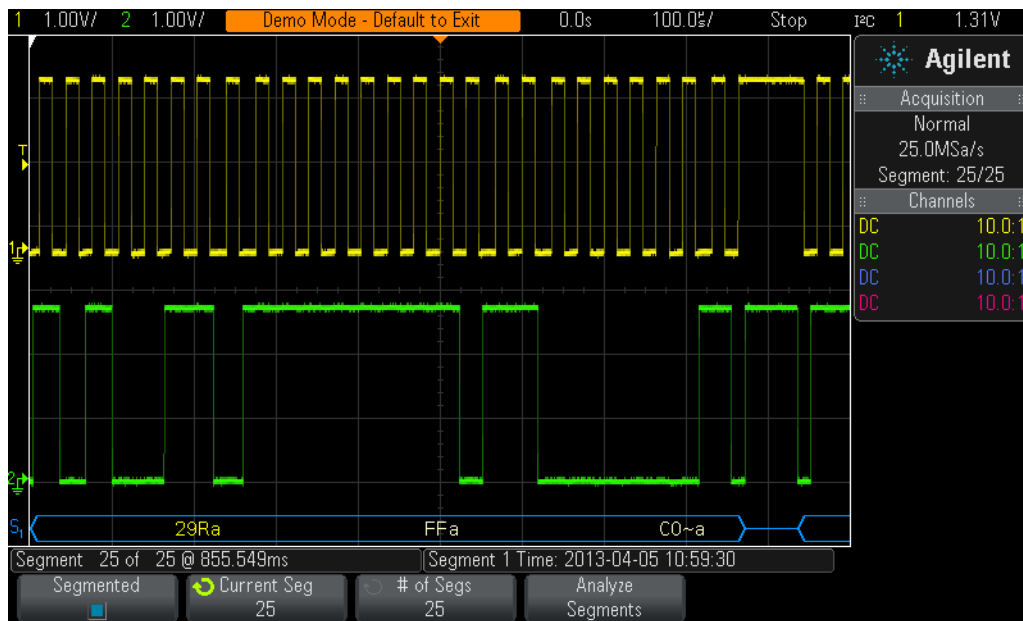 1 1.00V/ 2 1.00V/ Demo Mode - Default to Exit 0.0s 100.0µs/ Stop I²C 1 1.31V
Agilent
Acquisition
Normal
25.0MSa/s
Segment: 25/25
Channels
DC 10.0:1
DC 10.0:1
DC 10.0:1
DC 10.0:1
T
1
2
S1 29Ra FFa C0~a
Segment 25 of 25 @ 855.549ms Segment 1 Time: 2013-04-05 10:59:30
Segmented Current Seg # of Segs Analyze
25 25 Segments